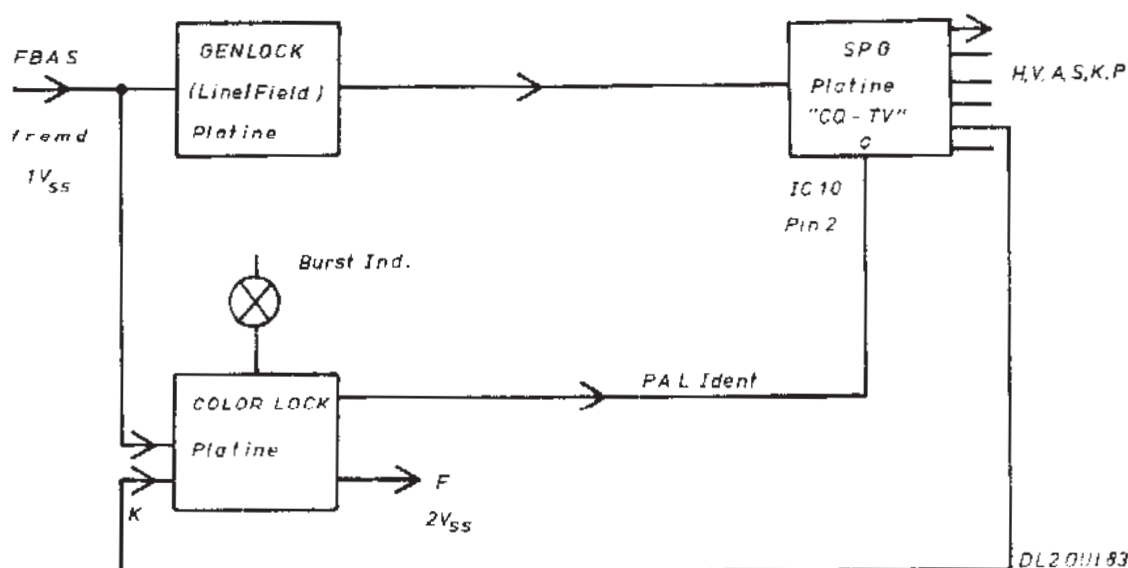 FBAS
fremd
1VSS
GENLOCK
(Line/Field)
Platine
SPG
Platine
"CQ-TV"
H,V,A,S,K,P
IC 10
Pin 2
Burst Ind.
PAL Ident
COLOR LOCK
Platine
K
F
2VSS